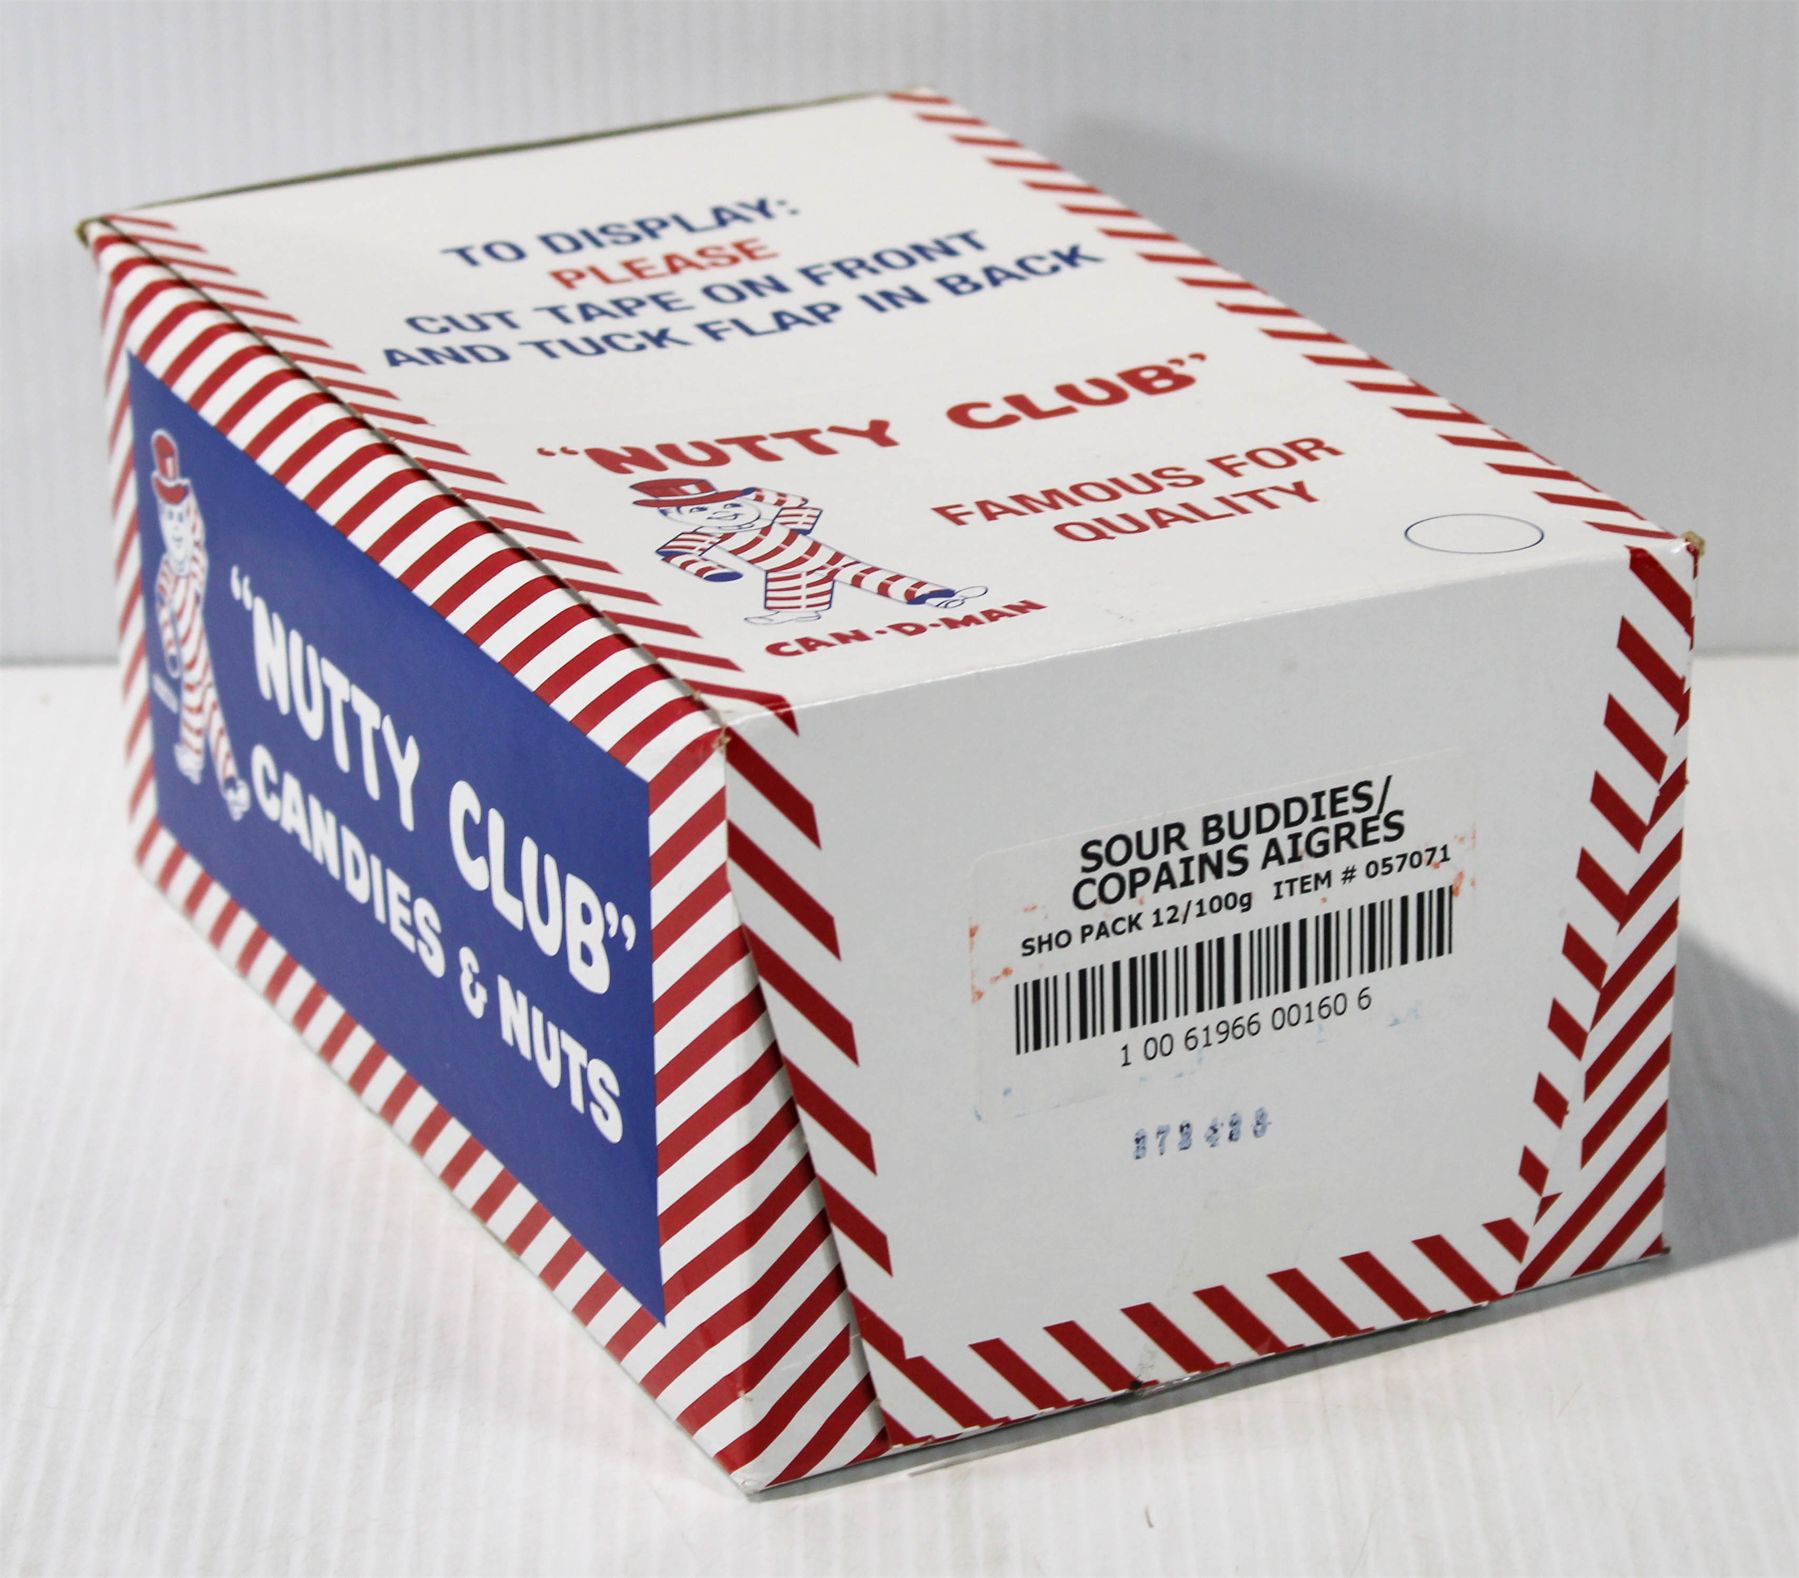 TO DISPLAY:
PLEASE
CUT TAPE ON FRONT
AND TUCK FLAP IN BACK
“NUTTY CLUB”
FAMOUS FOR
QUALITY
CAN·D·MAN
“NUTTY CLUB”
CANDIES & NUTS
SOUR BUDDIES/
COPAINS AIGRES
SHO PACK 12/100g ITEM # 057071
1 00 61966 00160 6